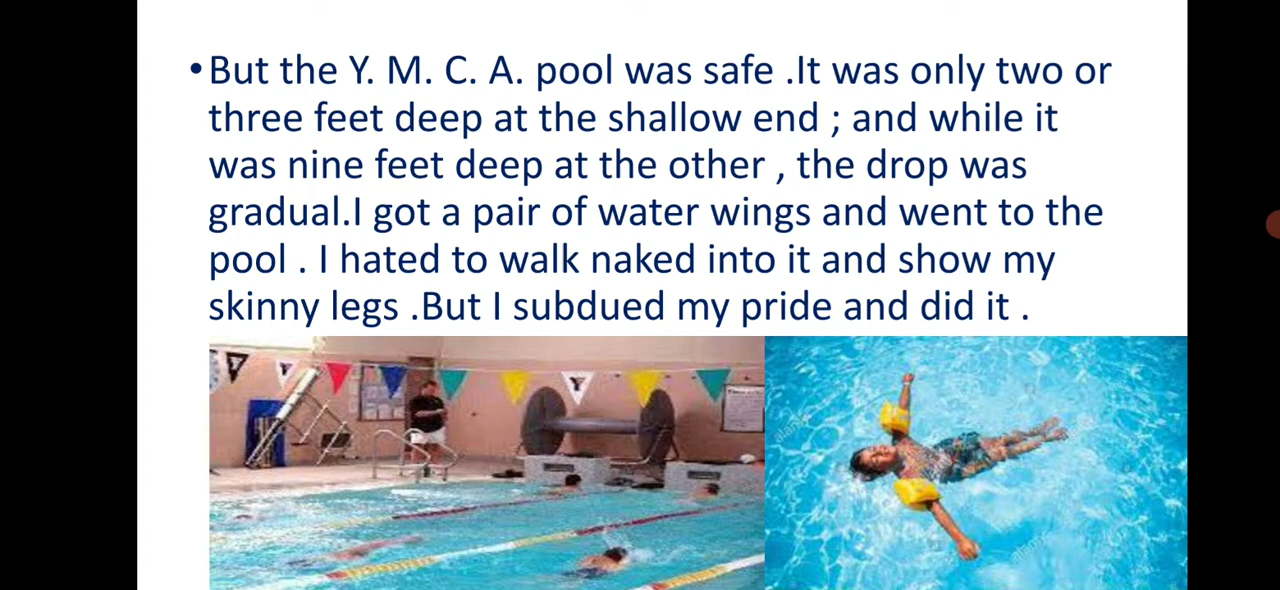 •But the Y. M. C. A. pool was safe .It was only two or
three feet deep at the shallow end ; and while it
was nine feet deep at the other , the drop was
gradual.I got a pair of water wings and went to the
pool . I hated to walk naked into it and show my
skinny legs .But I subdued my pride and did it .
Y
alamy
alamy